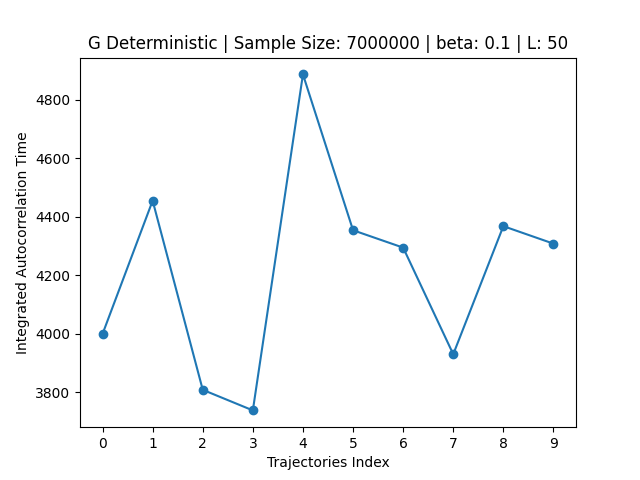 G Deterministic | Sample Size: 7000000 | beta: 0.1 | L: 50
Integrated Autocorrelation Time
4800
4600
4400
4200
4000
3800
0 1 2 3 4 5 6 7 8 9
Trajectories Index